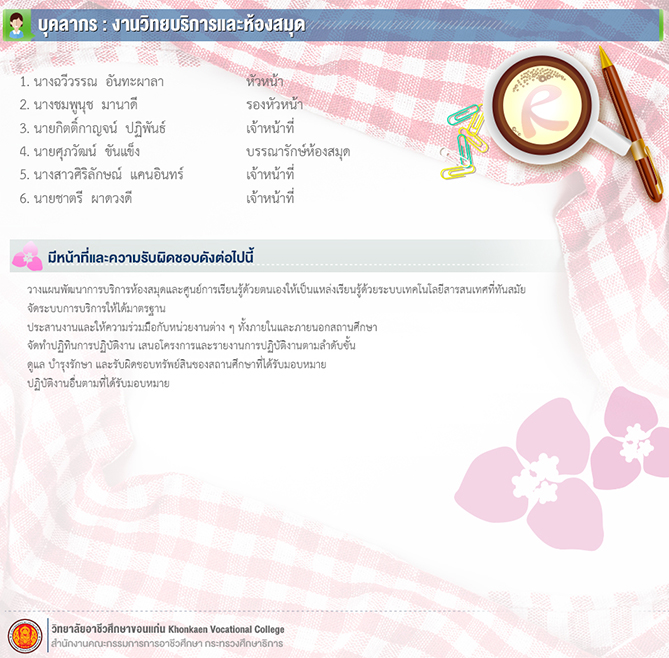 บุคลากร : งานวิทยบริการและห้องสมุด
1. นางฉวีวรรณ อันทะผาลา หัวหน้า
2. นางชมพูนุช มานาดี รองหัวหน้า
3. นายกิตติ์กาญจน์ ปฏิพันธ์ เจ้าหน้าที่
4. นายศุภวัฒน์ ขันแข็ง บรรณารักษ์ห้องสมุด
5. นางสาวศิริลักษณ์ แคนอินทร์ เจ้าหน้าที่
6. นายชาตรี ผาดวงดี เจ้าหน้าที่
มีหน้าที่และความรับผิดชอบดังต่อไปนี้
วางแผนพัฒนาการบริการห้องสมุดและศูนย์การเรียนรู้ด้วยตนเองให้เป็นแหล่งเรียนรู้ด้วยระบบเทคโนโลยีสารสนเทศที่ทันสมัย
จัดระบบการบริการให้ได้มาตรฐาน
ประสานงานและให้ความร่วมมือกับหน่วยงานต่าง ๆ ทั้งภายในและภายนอกสถานศึกษา
จัดทำปฏิทินการปฏิบัติงาน เสนอโครงการและรายงานการปฏิบัติงานตามลำดับขั้น
ดูแล บำรุงรักษา และรับผิดชอบทรัพย์สินของสถานศึกษาที่ได้รับมอบหมาย
ปฏิบัติงานอื่นตามที่ได้รับมอบหมาย
วิทยาลัยอาชีวศึกษาขอนแก่น Khonkaen Vocational College
สำนักงานคณะกรรมการการอาชีวศึกษา กระทรวงศึกษาธิการ